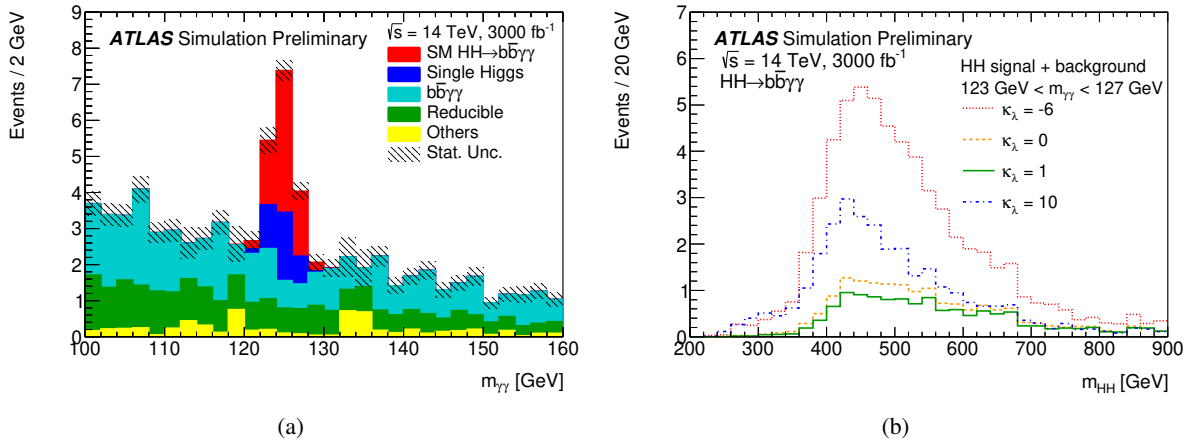 Events / 2 GeV
9
8
7
6
5
4
3
2
1
0
100 110 120 130 140 150 160
m_γγ [GeV]
ATLAS Simulation Preliminary
√s = 14 TeV, 3000 fb⁻¹
SM HH→bb̅γγ
Single Higgs
bb̅γγ
Reducible
Others
Stat. Unc.
(a)
Events / 20 GeV
7
6
5
4
3
2
1
0
200 300 400 500 600 700 800 900
m_HH [GeV]
ATLAS Simulation Preliminary
√s = 14 TeV, 3000 fb⁻¹
HH→bb̅γγ
HH signal + background
123 GeV < m_γγ < 127 GeV
κ_λ = -6
κ_λ = 0
κ_λ = 1
κ_λ = 10
(b)